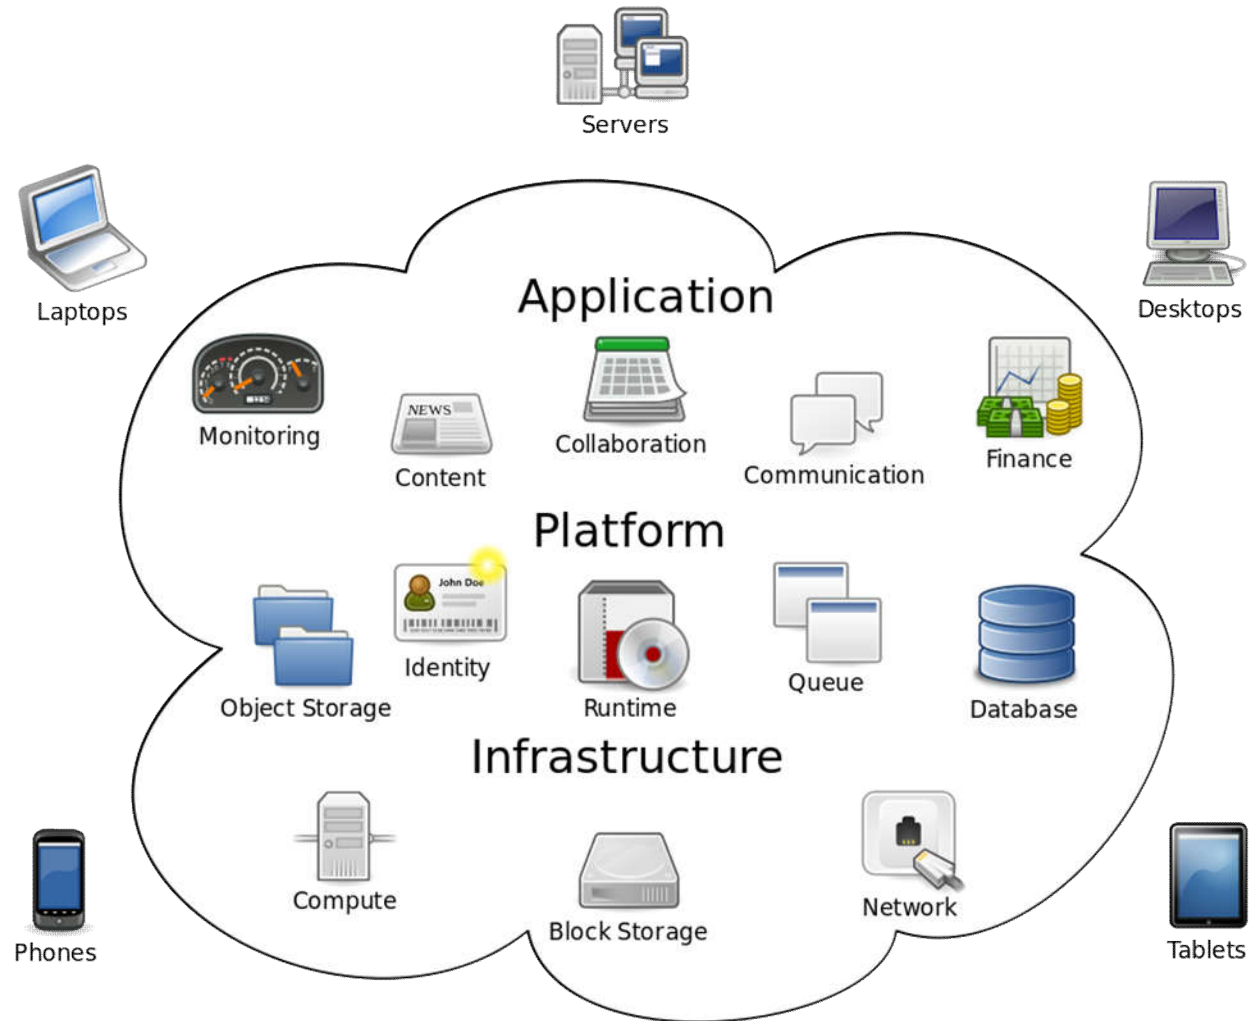 Servers
Laptops
Desktops
Application
Monitoring
NEWS
Content
Collaboration
Communication
Finance
Platform
John Doe
Object Storage
Identity
Runtime
Queue
Database
Infrastructure
Compute
Block Storage
Network
Phones
Tablets